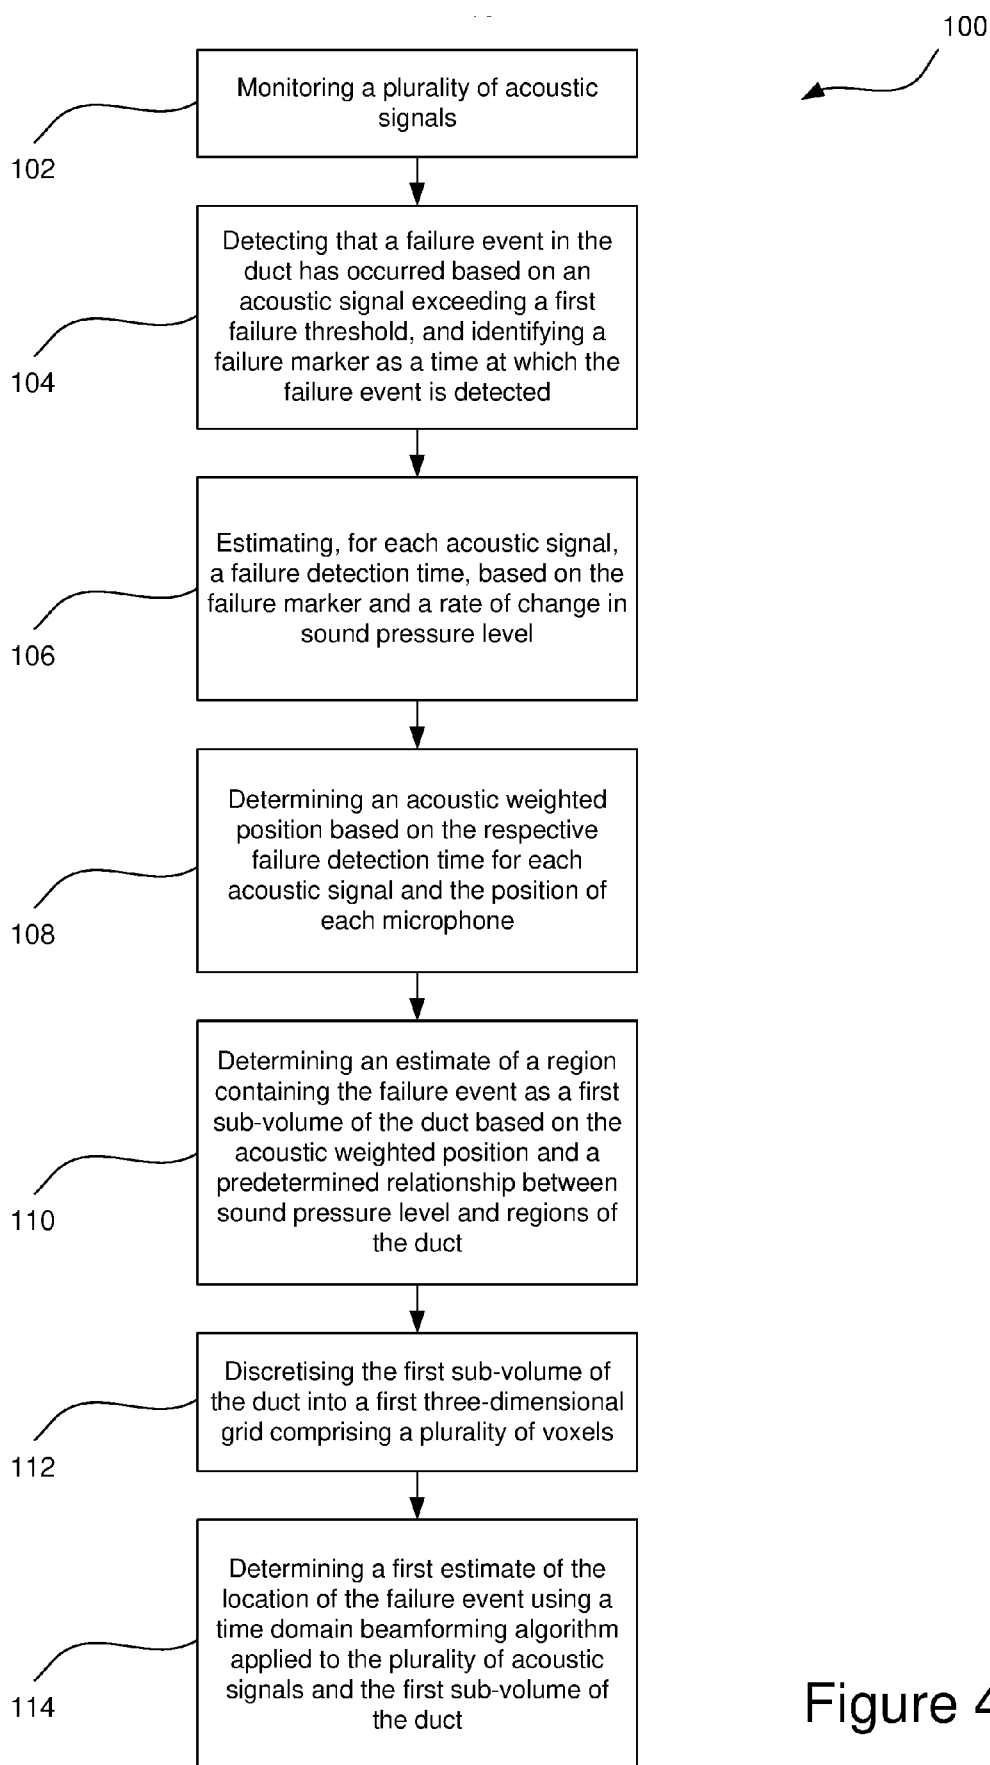 100
Monitoring a plurality of acoustic
signals
102
Detecting that a failure event in the
duct has occurred based on an
acoustic signal exceeding a first
failure threshold, and identifying a
failure marker as a time at which the
failure event is detected
104
Estimating, for each acoustic signal,
a failure detection time, based on the
failure marker and a rate of change in
sound pressure level
106
Determining an acoustic weighted
position based on the respective
failure detection time for each
acoustic signal and the position of
each microphone
108
Determining an estimate of a region
containing the failure event as a first
sub-volume of the duct based on the
acoustic weighted position and a
predetermined relationship between
sound pressure level and regions of
the duct
110
Discretising the first sub-volume of
the duct into a first three-dimensional
grid comprising a plurality of voxels
112
Determining a first estimate of the
location of the failure event using a
time domain beamforming algorithm
applied to the plurality of acoustic
signals and the first sub-volume of
the duct
114
Figure 4